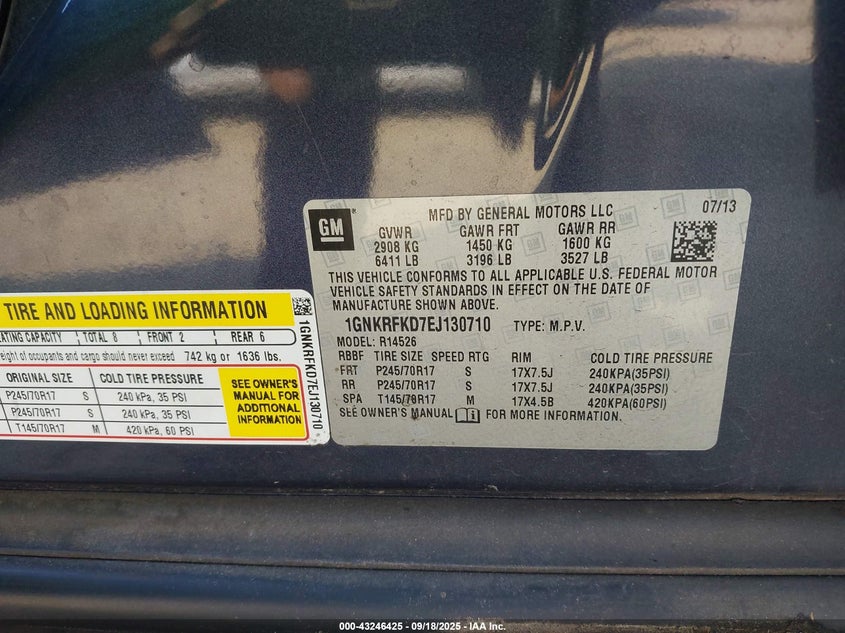 GM
MFD BY GENERAL MOTORS LLC 07/13
GVWR GAWR FRT GAWR RR
2908 KG 1450 KG 1600 KG
6411 LB 3196 LB 3527 LB
THIS VEHICLE CONFORMS TO ALL APPLICABLE U.S. FEDERAL MOTOR
VEHICLE SAFETY STANDARDS IN EFFECT ON THE DATE OF
MANUFACTURE SHOWN ABOVE.
1GNKRFKD7EJ130710 TYPE: M.P.V.
MODEL: R14526
RBBF TIRE SIZE SPEED RTG RIM COLD TIRE PRESSURE
FRT P245/70R17 S 17X7.5J 240KPA(35PSI)
RR P245/70R17 S 17X7.5J 240KPA(35PSI)
SPA T145/70R17 M 17X4.5B 420KPA(60PSI)
SEE OWNER'S MANUAL FOR MORE INFORMATION.
TIRE AND LOADING INFORMATION
ATING CAPACITY TOTAL 8 FRONT 2 REAR 6
eight of occupants and cargo should never exceed 742 kg or 1636 lbs.
ORIGINAL SIZE COLD TIRE PRESSURE
P245/70R17 S 240 kPa, 35 PSI
P245/70R17 S 240 kPa, 35 PSI
T145/70R17 M 420 kPa, 60 PSI
SEE OWNER'S
MANUAL FOR
ADDITIONAL
INFORMATION
1GNKRFKD7EJ130710
000-43246425 - 09/18/2025 - IAA Inc.